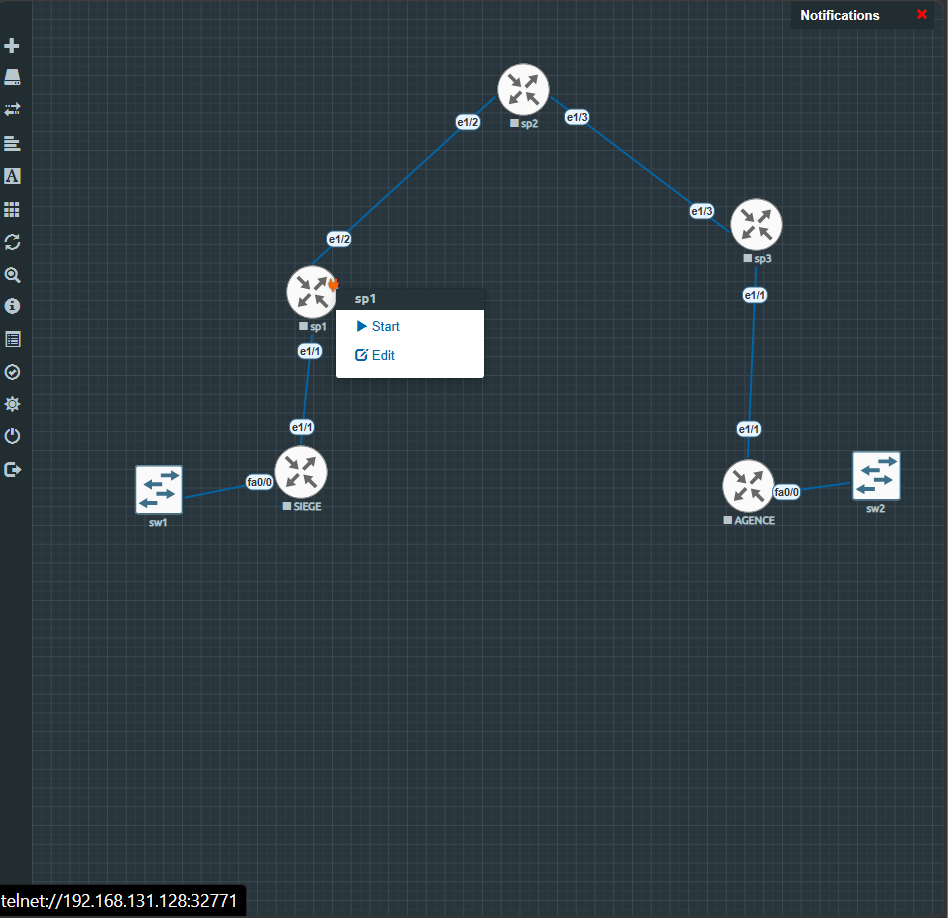 Notifications
sp2
e1/2
e1/3
e1/3
e1/2
sp3
sp1
e1/1
sp1
Start
Edit
e1/1
e1/1
e1/1
fa0/0
SIEGE
sw1
fa0/0
AGENCE
sw2
A
telnet://192.168.131.128:32771